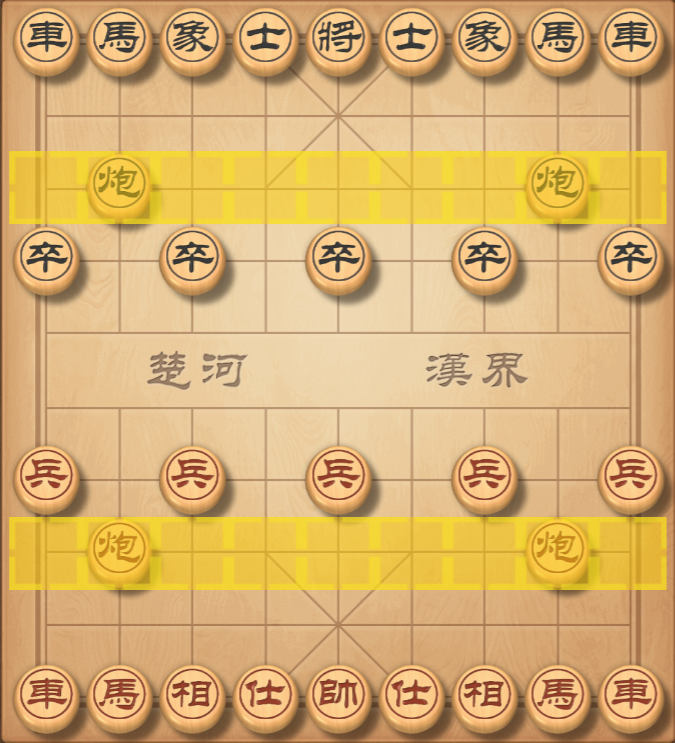 車馬象士將士象馬車
炮炮
卒卒卒卒卒
楚河 漢界
兵兵兵兵兵
炮炮
車馬相仕帥仕相馬車